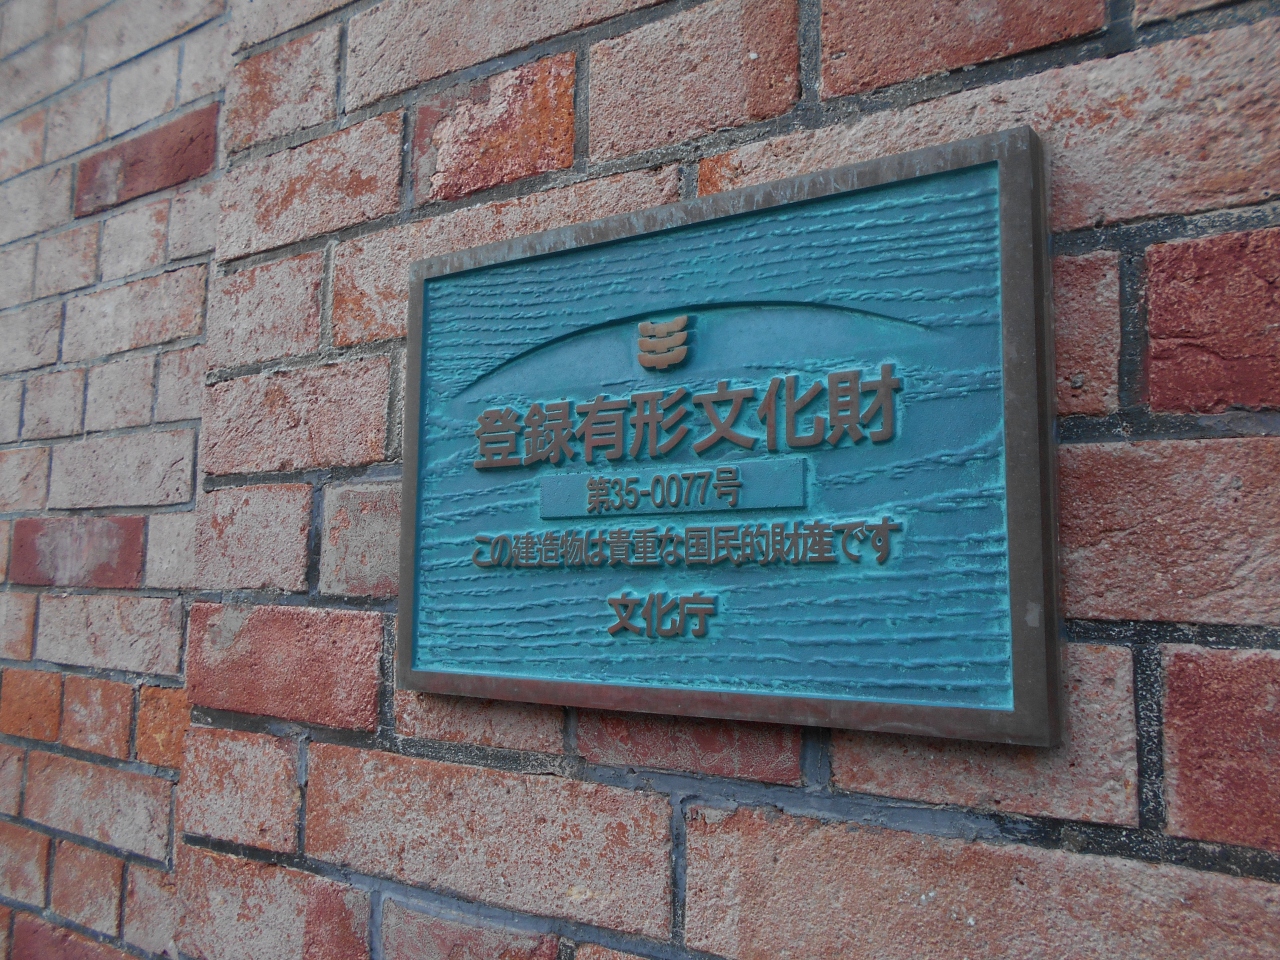 登録有形文化財
第35-0077号
この建造物は貴重な国民的財産です
文化庁